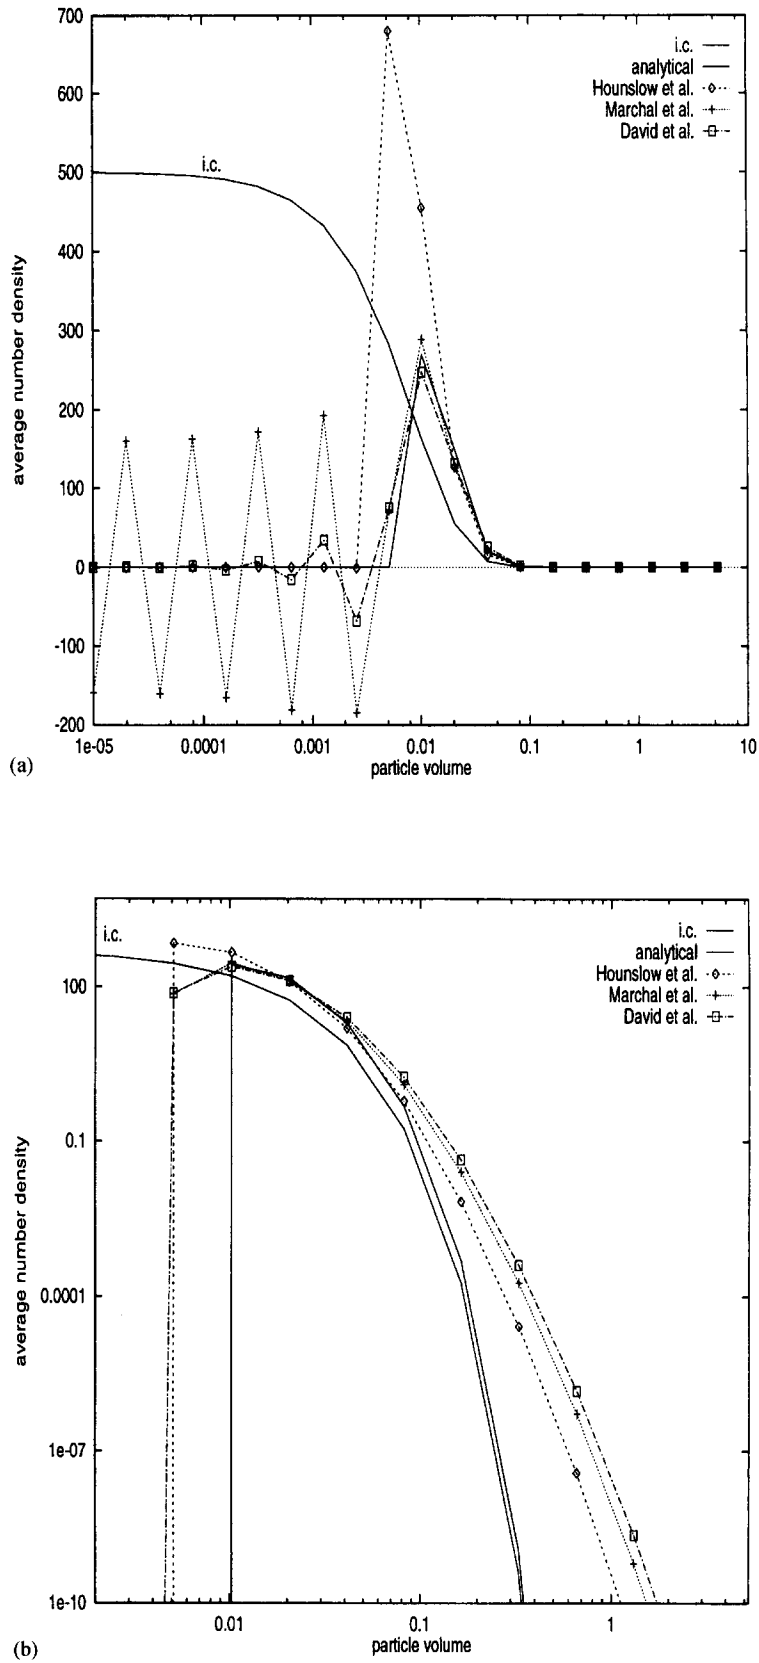 700
600
500
400
300
200
100
0
-100
-200
average number density
i.c.
i.c.
analytical
Hounslow et al.
Marchal et al.
David et al.
1e-05 0.0001 0.001 0.01 0.1 1 10
particle volume
(a)
100
0.1
0.0001
1e-07
1e-10
average number density
i.c.
i.c.
analytical
Hounslow et al.
Marchal et al.
David et al.
0.01 0.1 1
particle volume
(b)